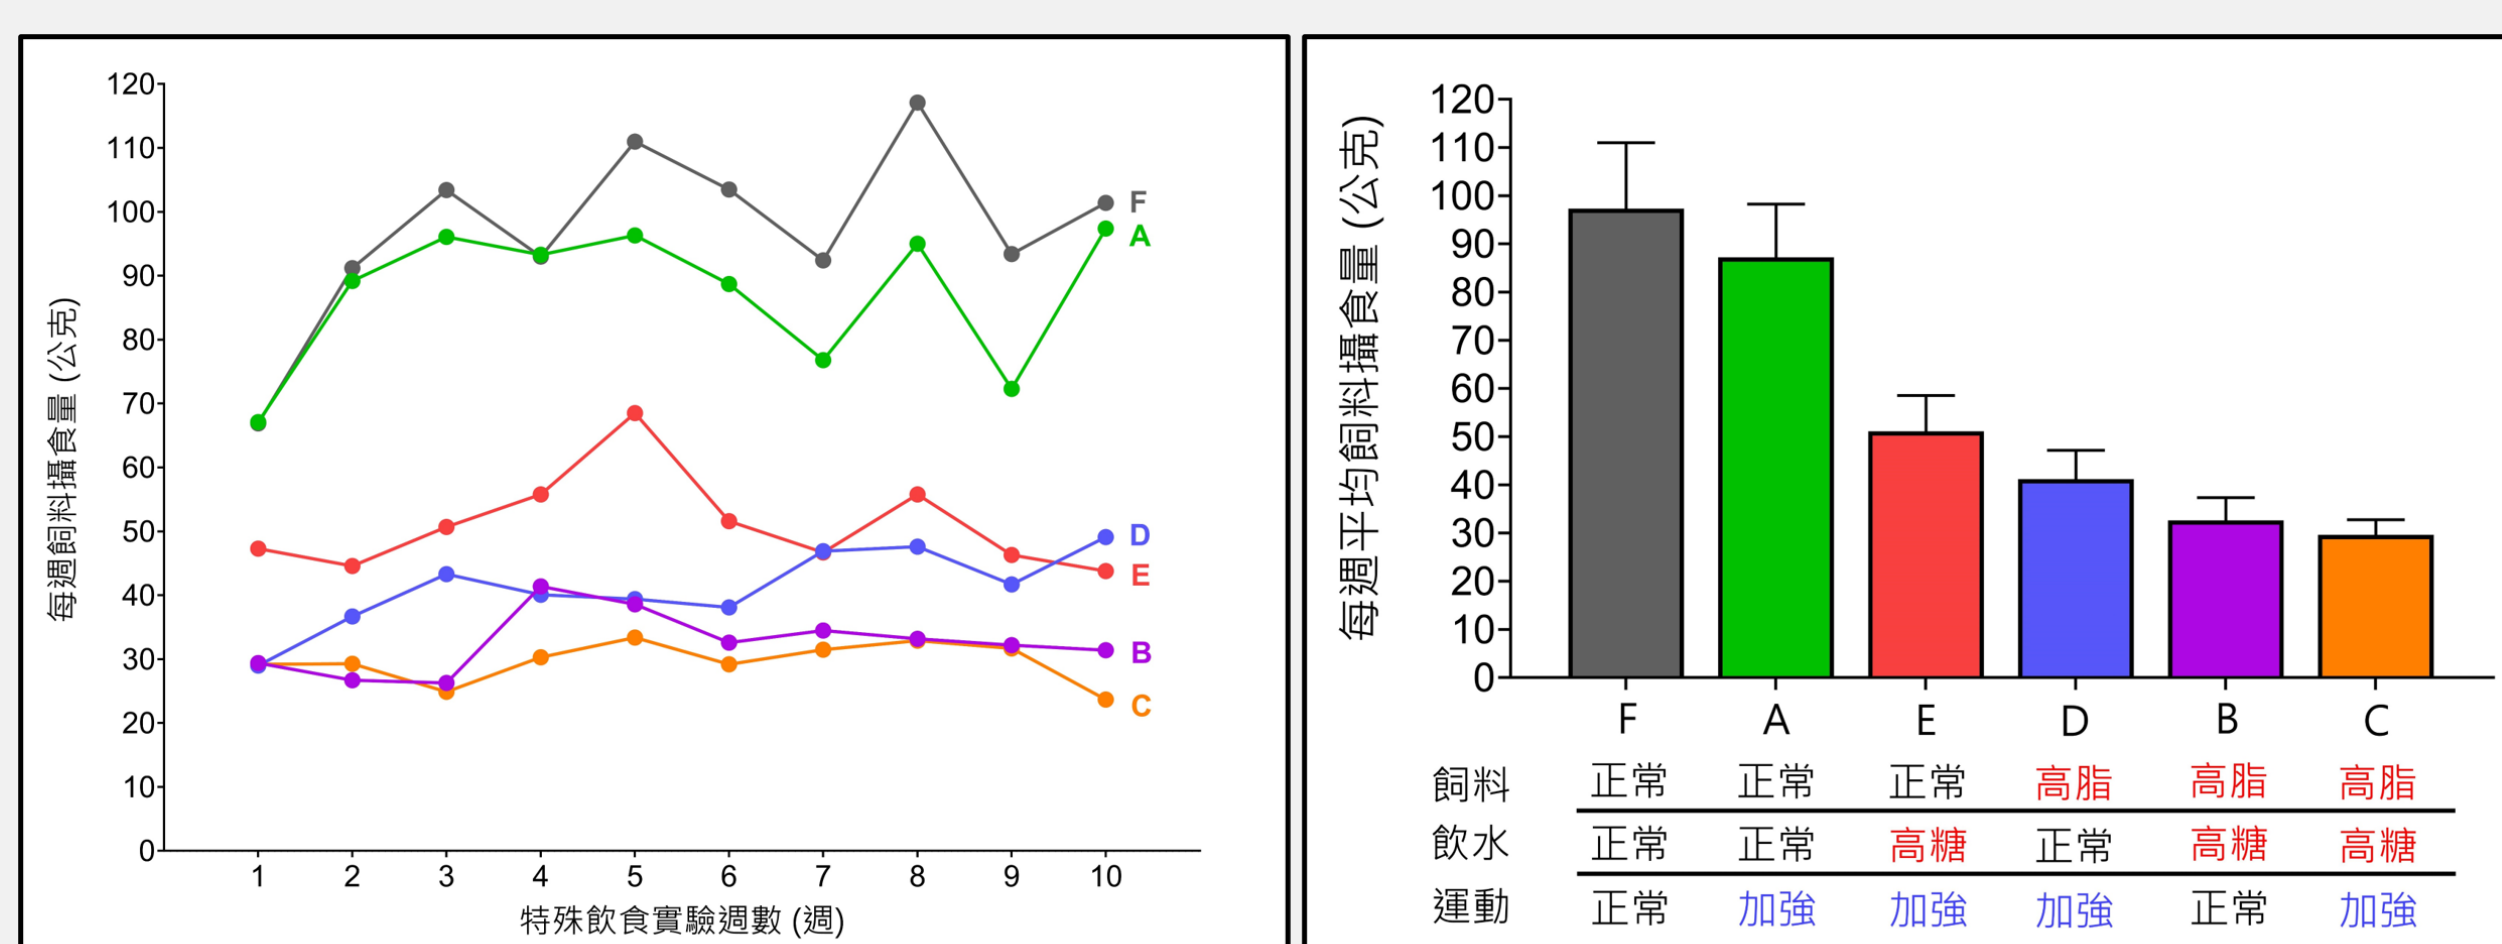 120
110
100
90
80
70
60
50
40
30
20
10
0
每週飼料攝食量 (公克)
F
A
D
E
B
C
1 2 3 4 5 6 7 8 9 10
特殊飲食實驗週數 (週)
120
110
100
90
80
70
60
50
40
30
20
10
0
每週平均飼料攝食量 (公克)
F A E D B C
飼料 正常 正常 正常 高脂 高脂 高脂
飲水 正常 正常 高糖 正常 高糖 高糖
運動 正常 加強 加強 加強 正常 加強